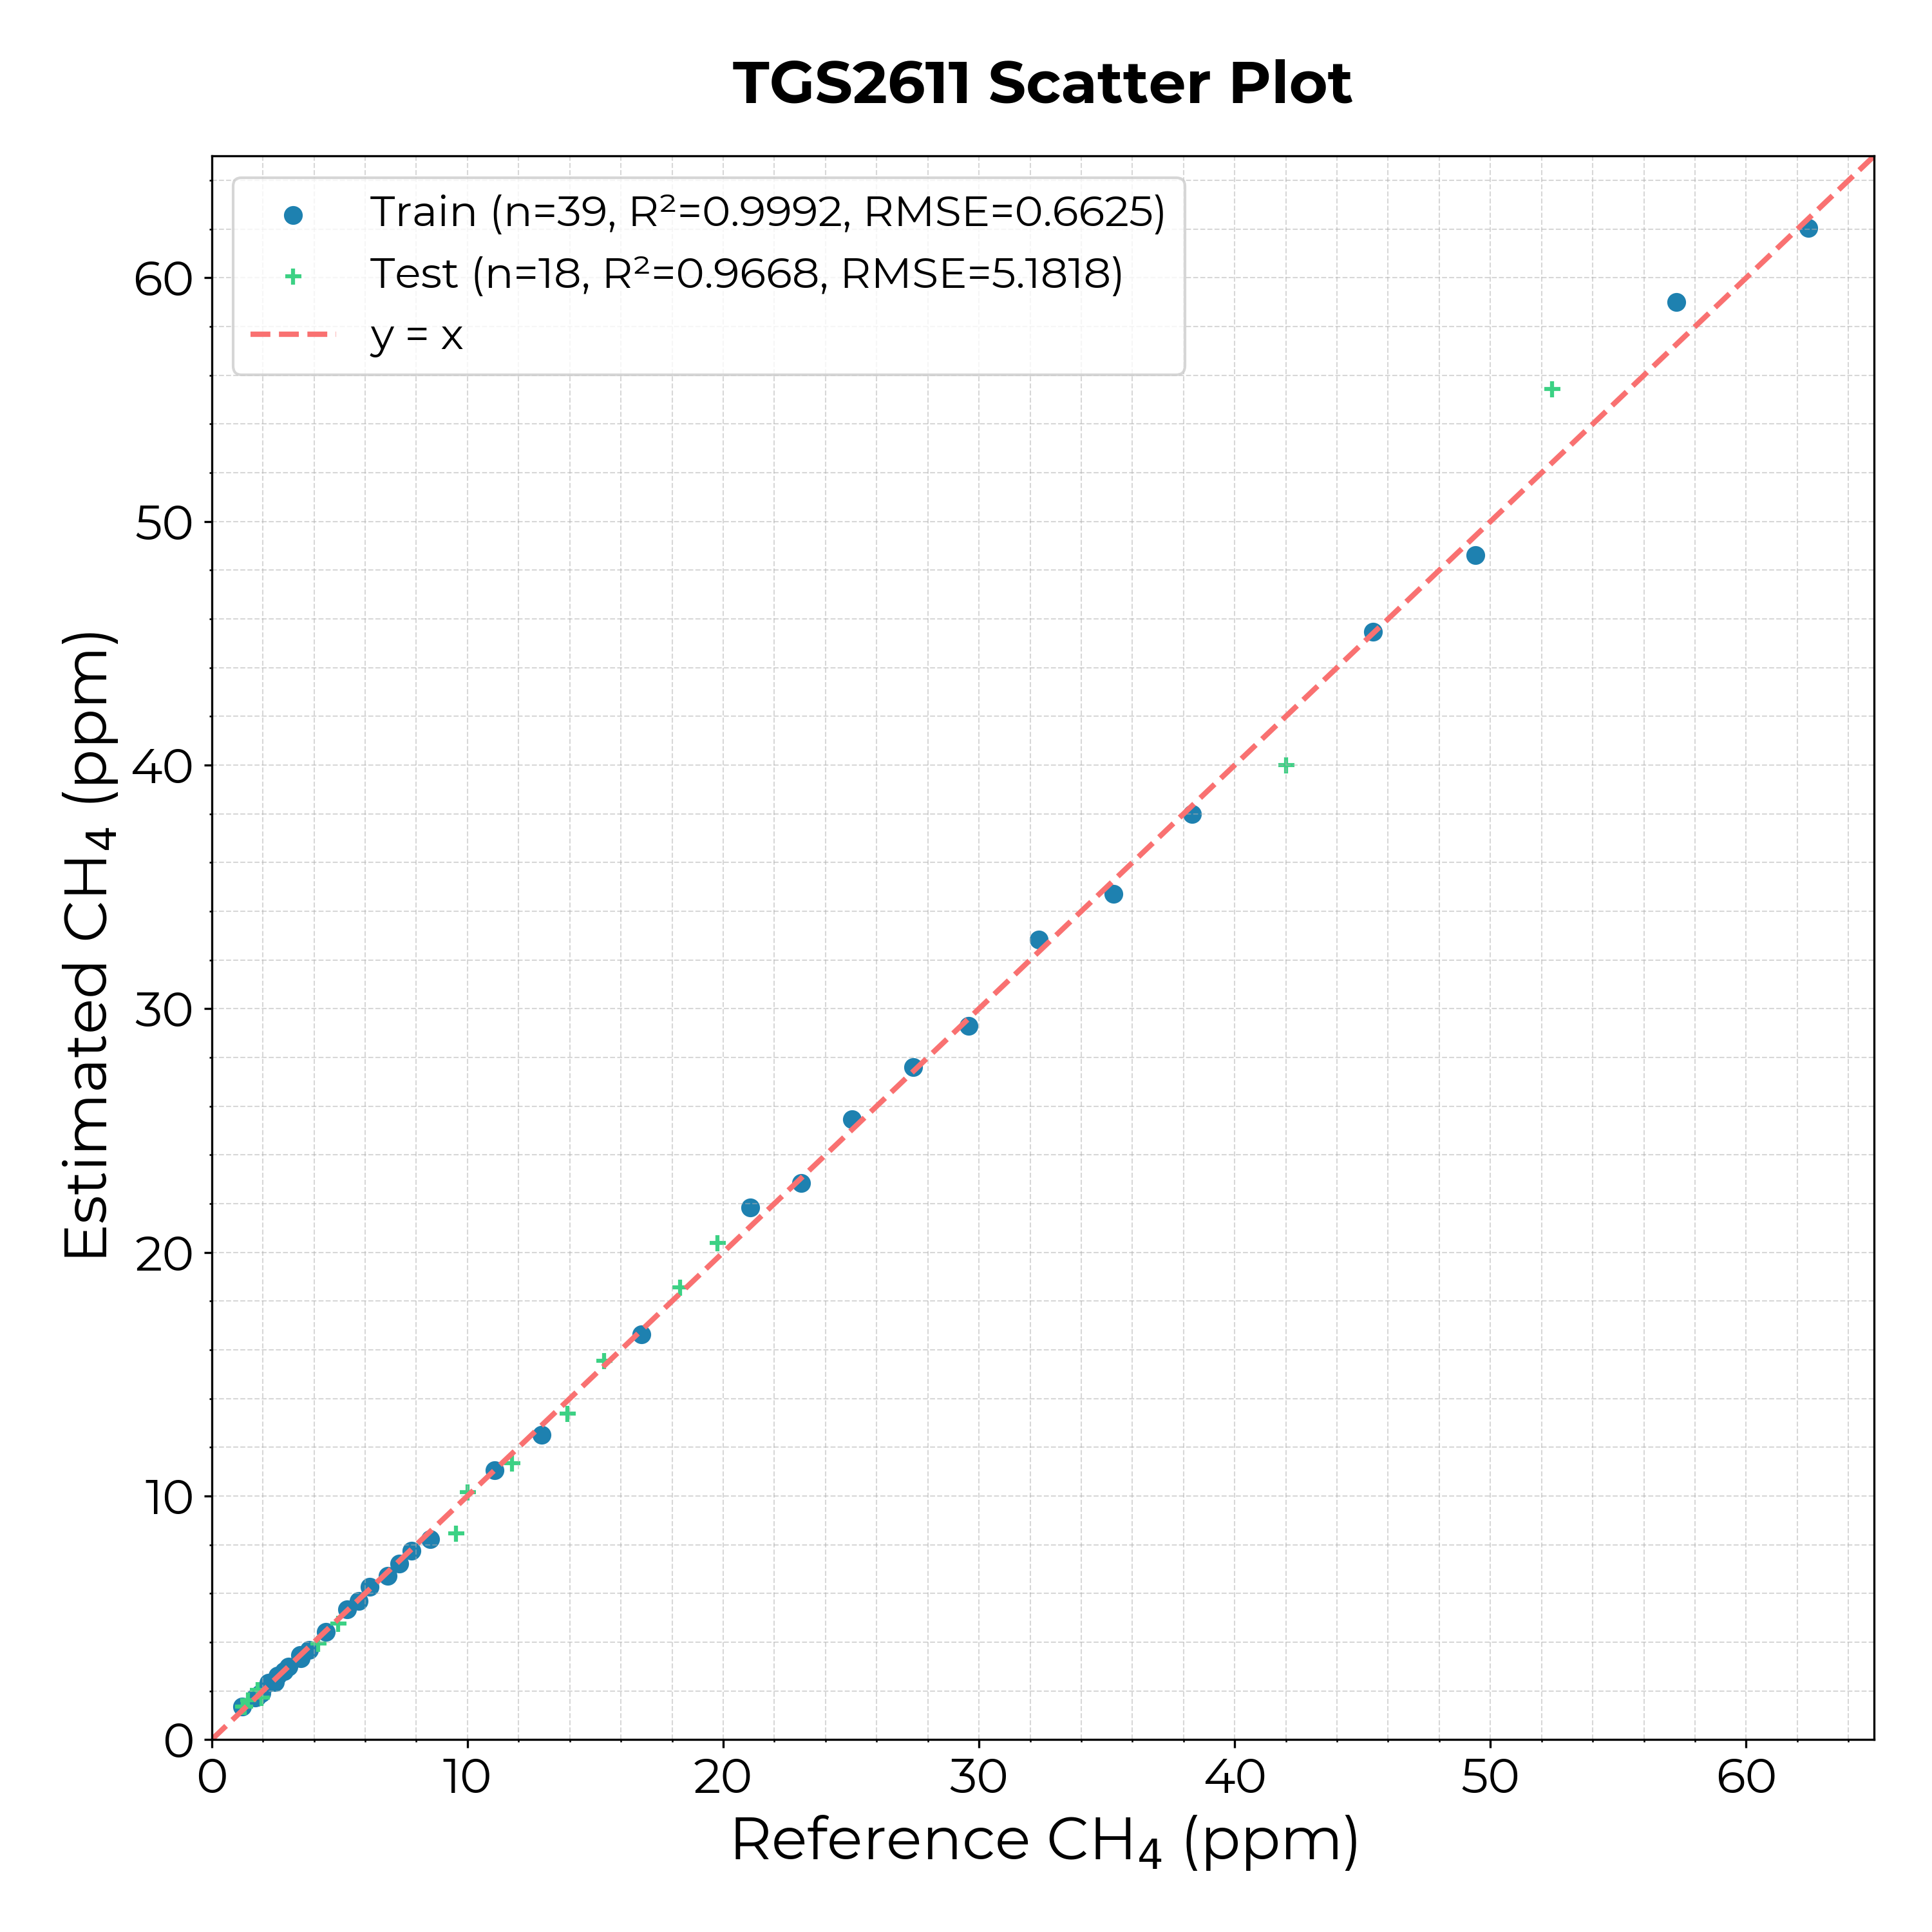 TGS2611 Scatter Plot
Train (n=39, R²=0.9992, RMSE=0.6625)
Test (n=18, R²=0.9668, RMSE=5.1818)
y = x
Estimated CH₄ (ppm)
60
50
40
30
20
10
0
0 10 20 30 40 50 60
Reference CH₄ (ppm)